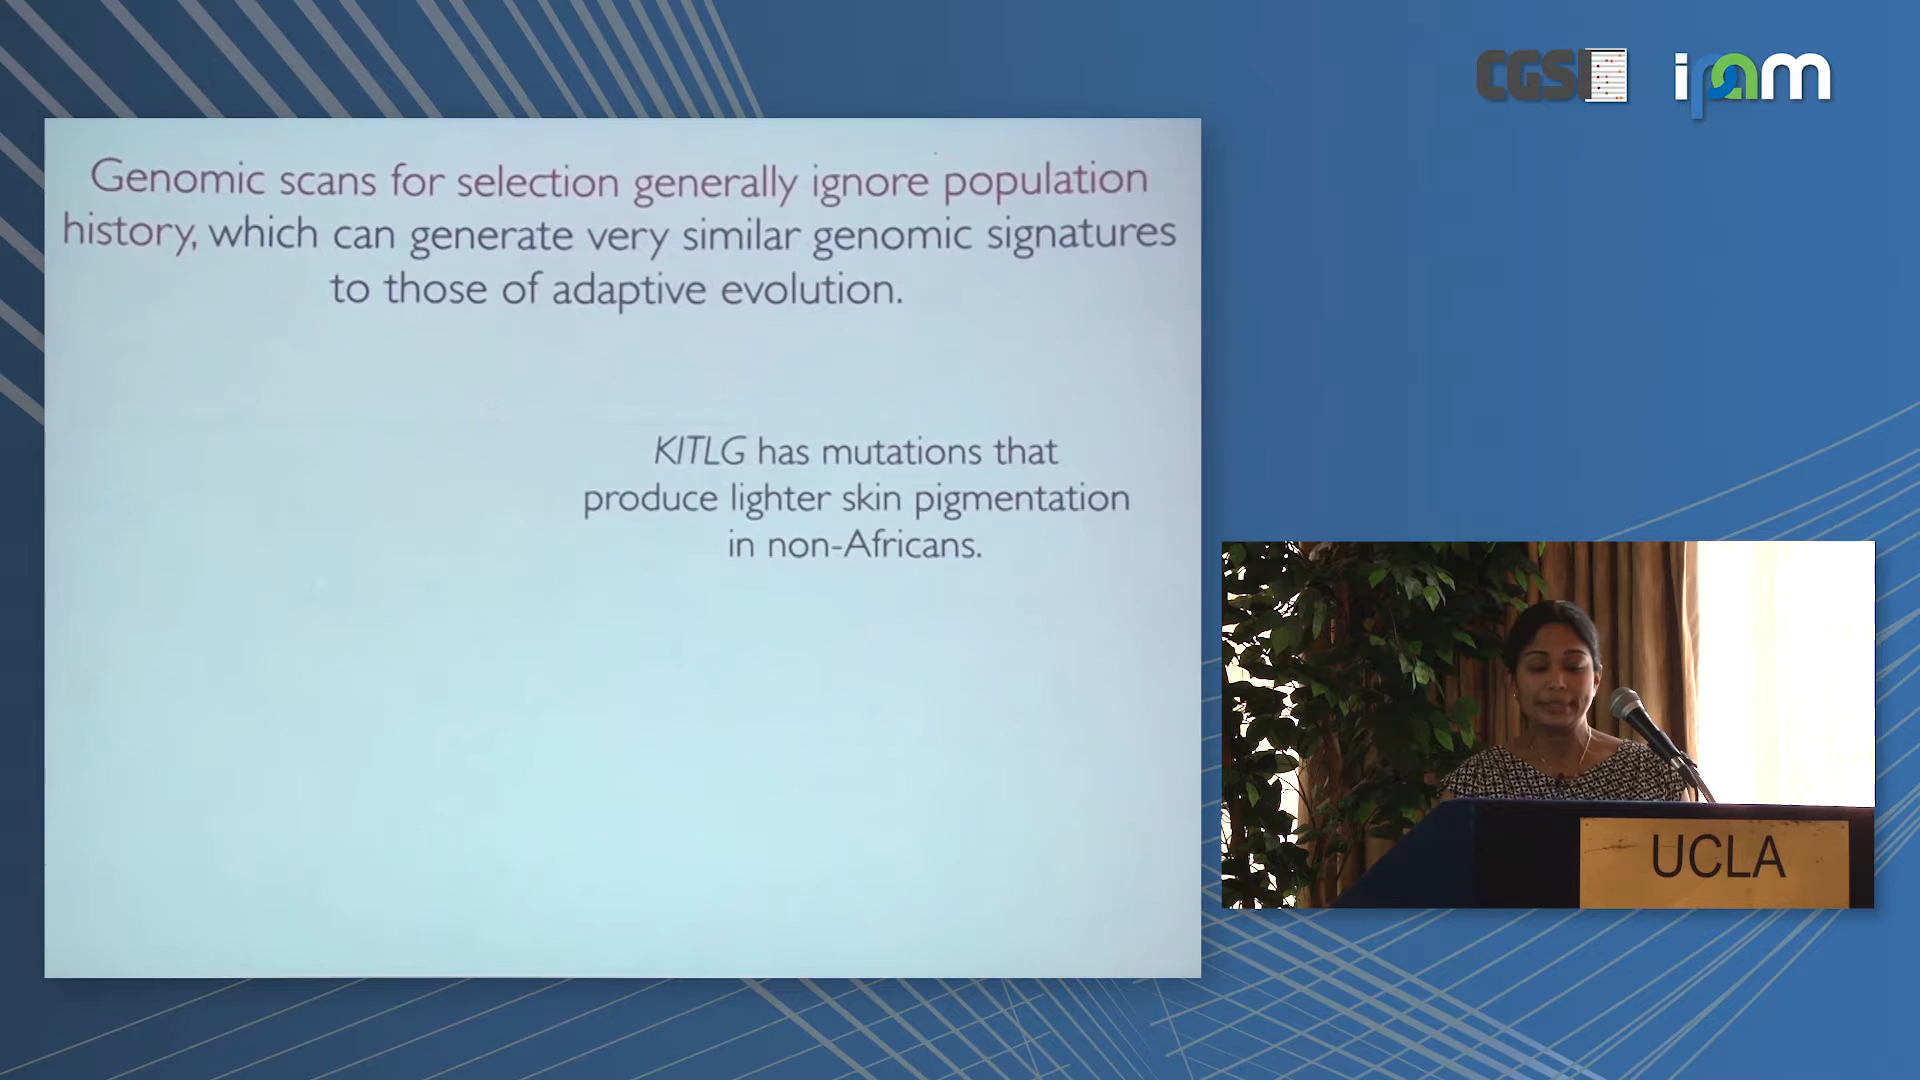 CGSI
ipam
Genomic scans for selection generally ignore population
history, which can generate very similar genomic signatures
to those of adaptive evolution.
KITLG has mutations that
produce lighter skin pigmentation
in non-Africans.
UCLA